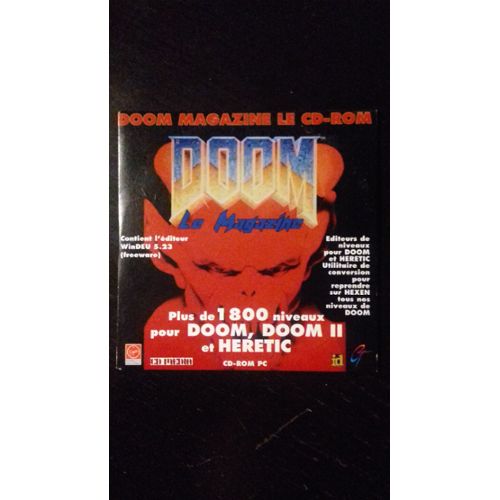 DOOM MAGAZINE LE CD-ROM
DOOM
Le Magazine
Contient l'éditeur
WinDEU 5.23
(freeware)
Editeurs de
niveaux
pour DOOM
et HERETIC
Utilitaire de
conversion
pour
reprendre
sur HEXEN
tous nos
niveaux de
DOOM
Plus de 1800 niveaux
pour DOOM, DOOM II
et HERETIC
CD-ROM PC
id